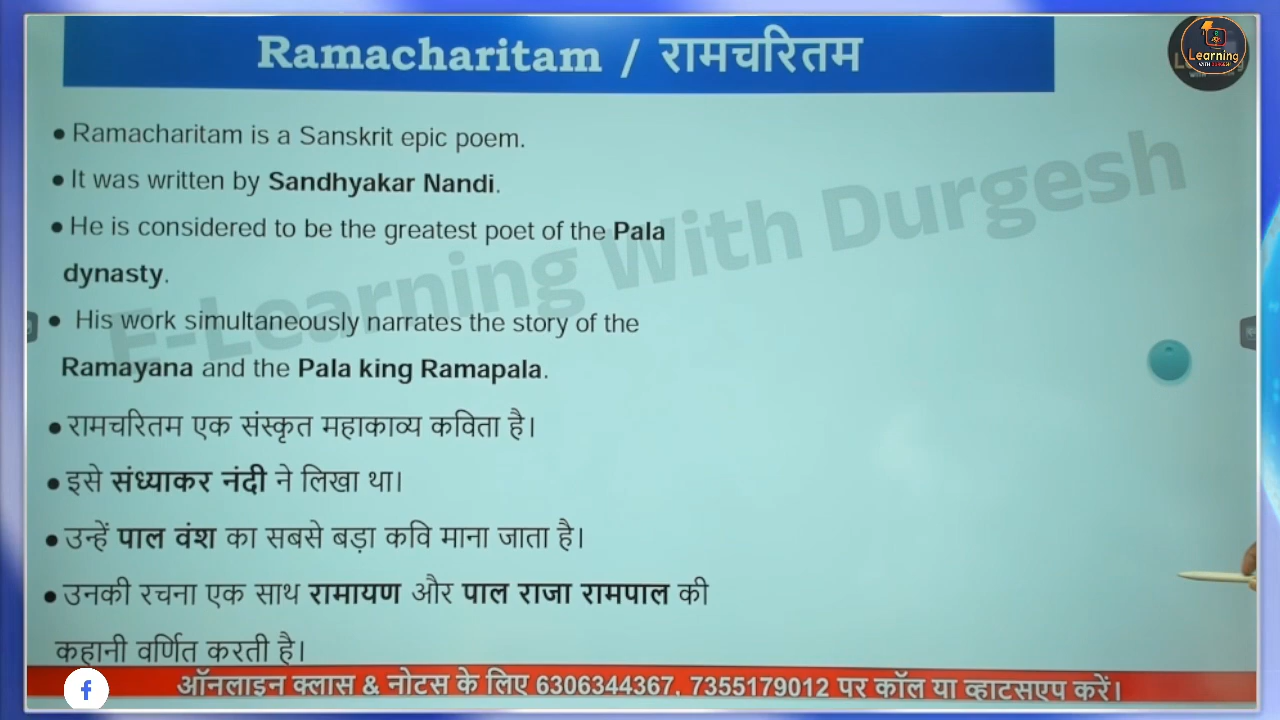 Ramacharitam / रामचरितम
Learning
WITH DURGESH
• Ramacharitam is a Sanskrit epic poem.
• It was written by Sandhyakar Nandi.
• He is considered to be the greatest poet of the Pala
dynasty.
• His work simultaneously narrates the story of the
Ramayana and the Pala king Ramapala.
• रामचरितम एक संस्कृत महाकाव्य कविता है।
• इसे संध्याकर नंदी ने लिखा था।
• उन्हें पाल वंश का सबसे बड़ा कवि माना जाता है।
• उनकी रचना एक साथ रामायण और पाल राजा रामपाल की
कहानी वर्णित करती है।
E-Learning With Durgesh
ऑनलाइन क्लास & नोटस के लिए 6306344367, 7355179012 पर कॉल या व्हाटसएप करें।